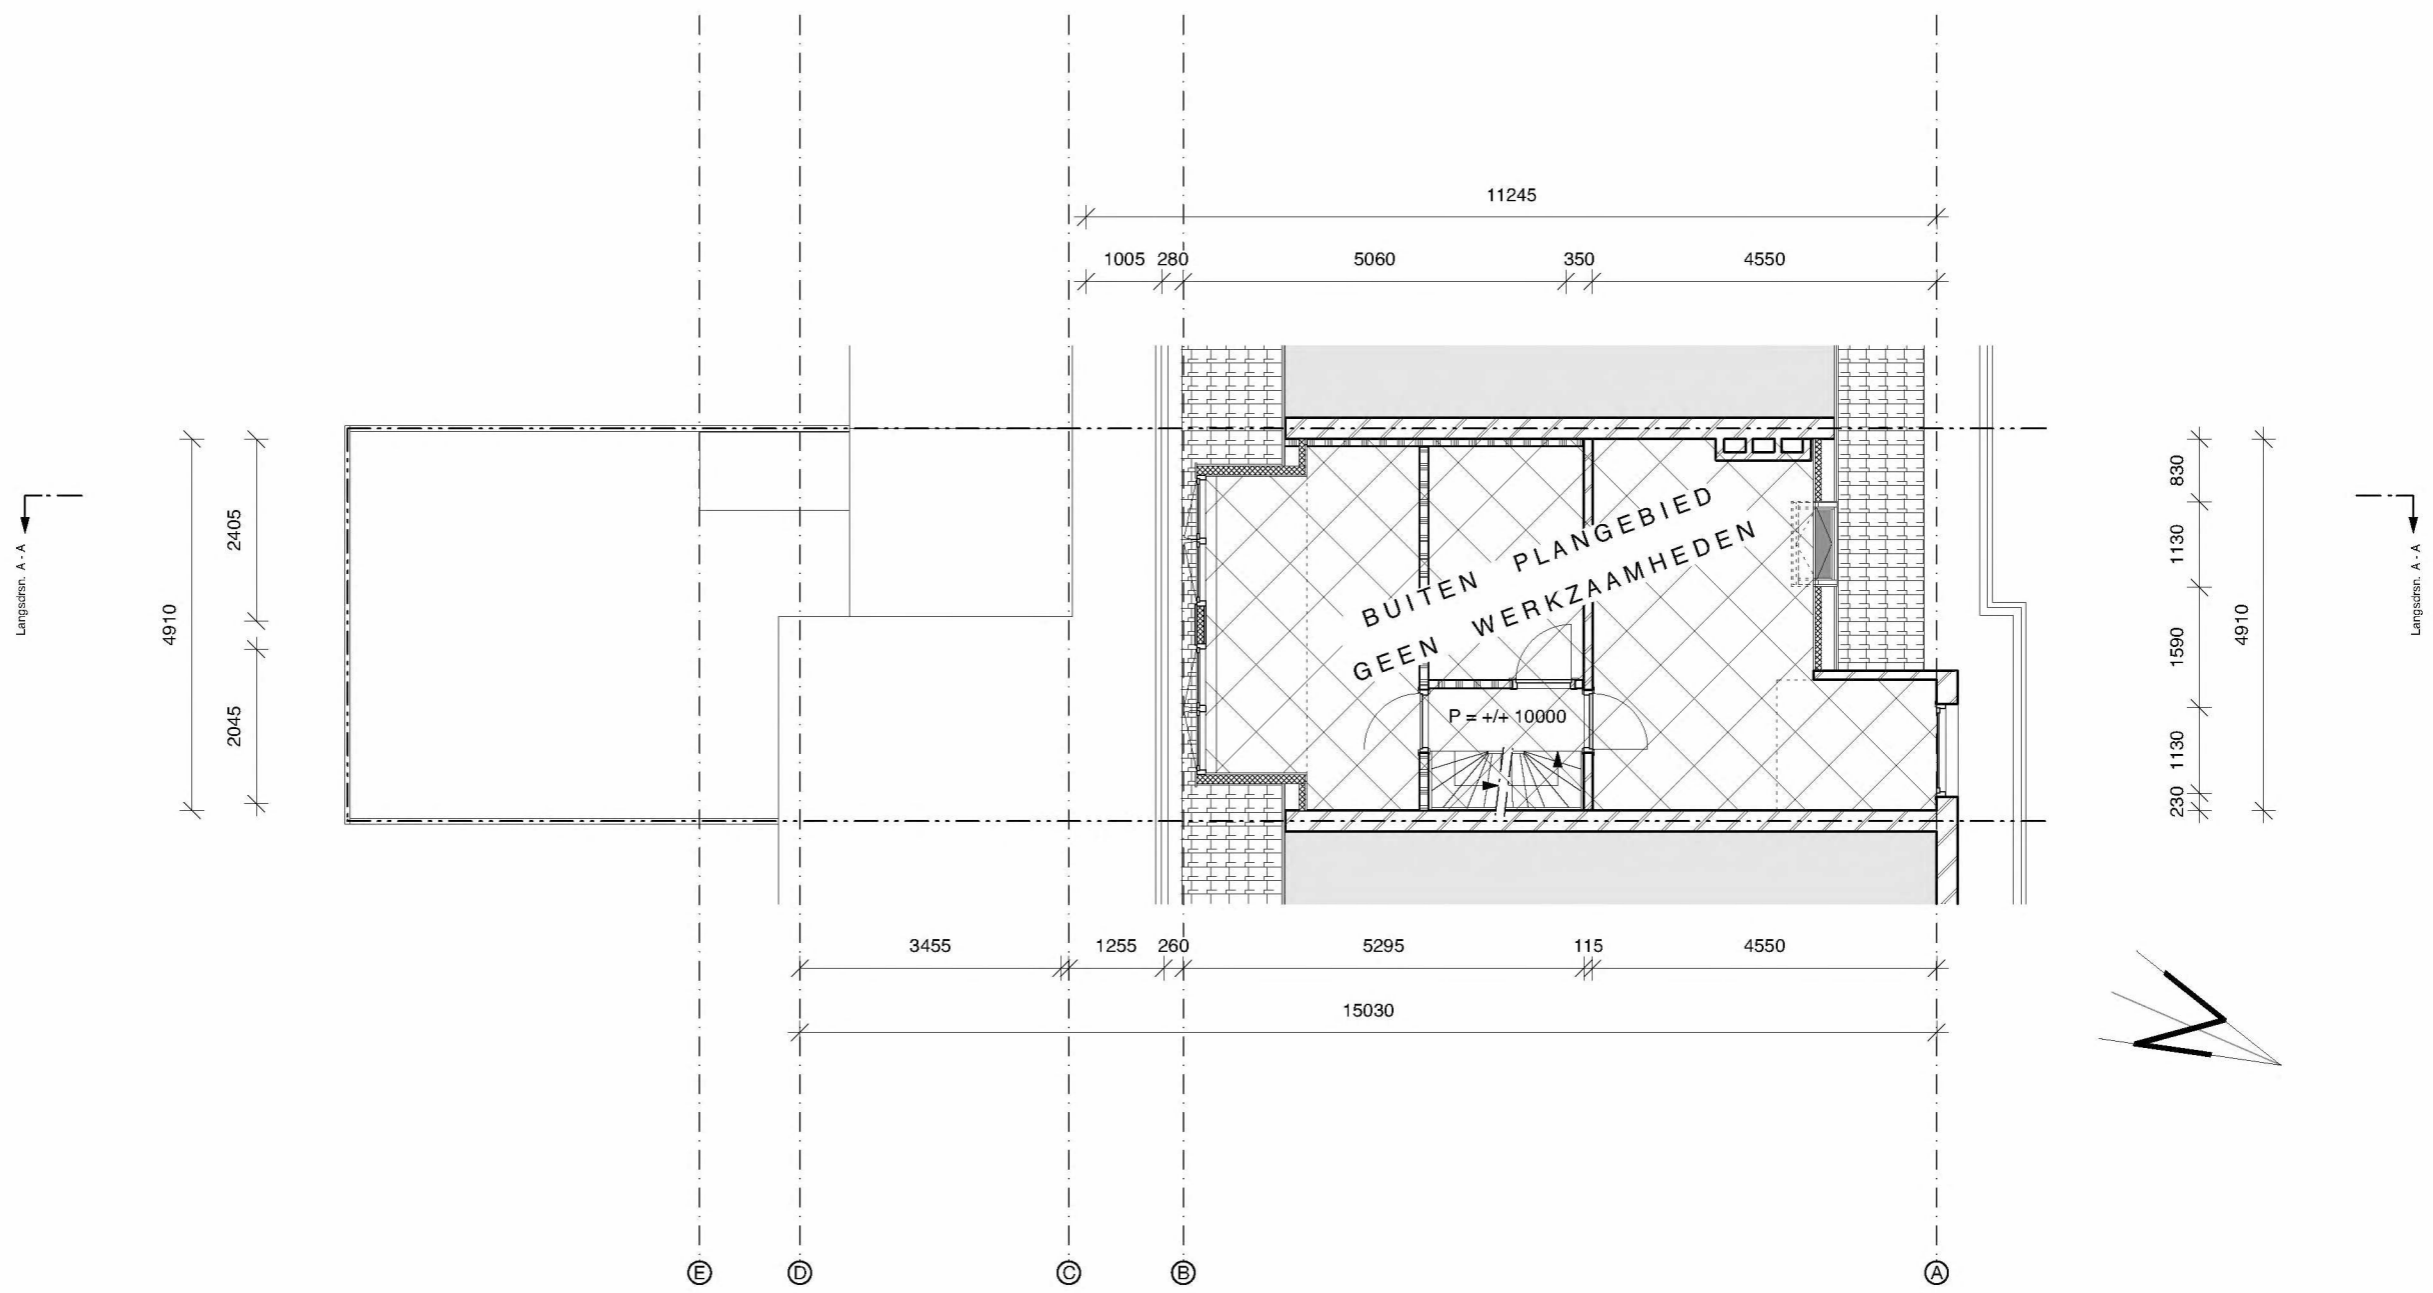 11245
1005 280 5060 350 4550
4910
2405
2045
Langsdrsn. A - A
BUITEN PLANGEBIED
GEEN WERKZAAMHEDEN
P = +/+ 10000
830
1130
1590
1130
230
4910
Langsdrsn. A - A
3455 1255 260 5295 115 4550
15030
E D C B A